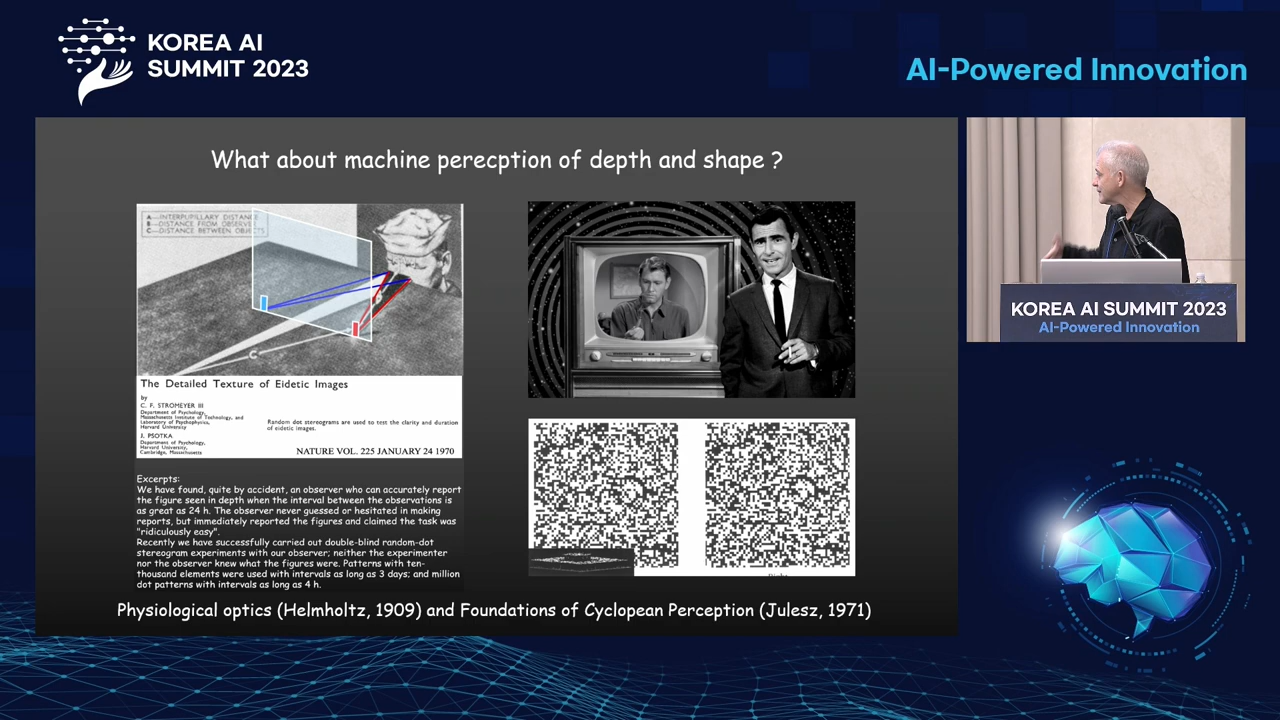 KOREA AI
SUMMIT 2023
AI-Powered Innovation
What about machine perecption of depth and shape ?
A—INTERPUPILLARY DISTANCE
B—DISTANCE FROM OBSERVER
C—DISTANCE BETWEEN OBJECTS
C
The Detailed Texture of Eidetic Images
by
C. F. STROMEYER III
Department of Psychology,
Massachusetts Institute of Technology, and
Laboratory of Psychophysics,
Harvard University
J. PSOTKA
Department of Psychology,
Harvard University,
Cambridge, Massachusetts
Random dot stereograms are used to test the clarity and duration
of eidetic images.
NATURE VOL. 225 JANUARY 24 1970
Excerpts:
We have found, quite by accident, an observer who can accurately report
the figure seen in depth when the interval between the observations is
as great as 24 h. The observer never guessed or hesitated in making
reports, but immediately reported the figures and claimed the task was
"ridiculously easy".
Recently we have successfully carried out double-blind random-dot
stereogram experiments with our observer; neither the experimenter
nor the observer knew what the figures were. Patterns with ten-
thousand elements were used with intervals as long as 3 days; and million
dot patterns with intervals as long as 4 h.
Physiological optics (Helmholtz, 1909) and Foundations of Cyclopean Perception (Julesz, 1971)
KOREA AI SUMMIT 2023
AI-Powered Innovation